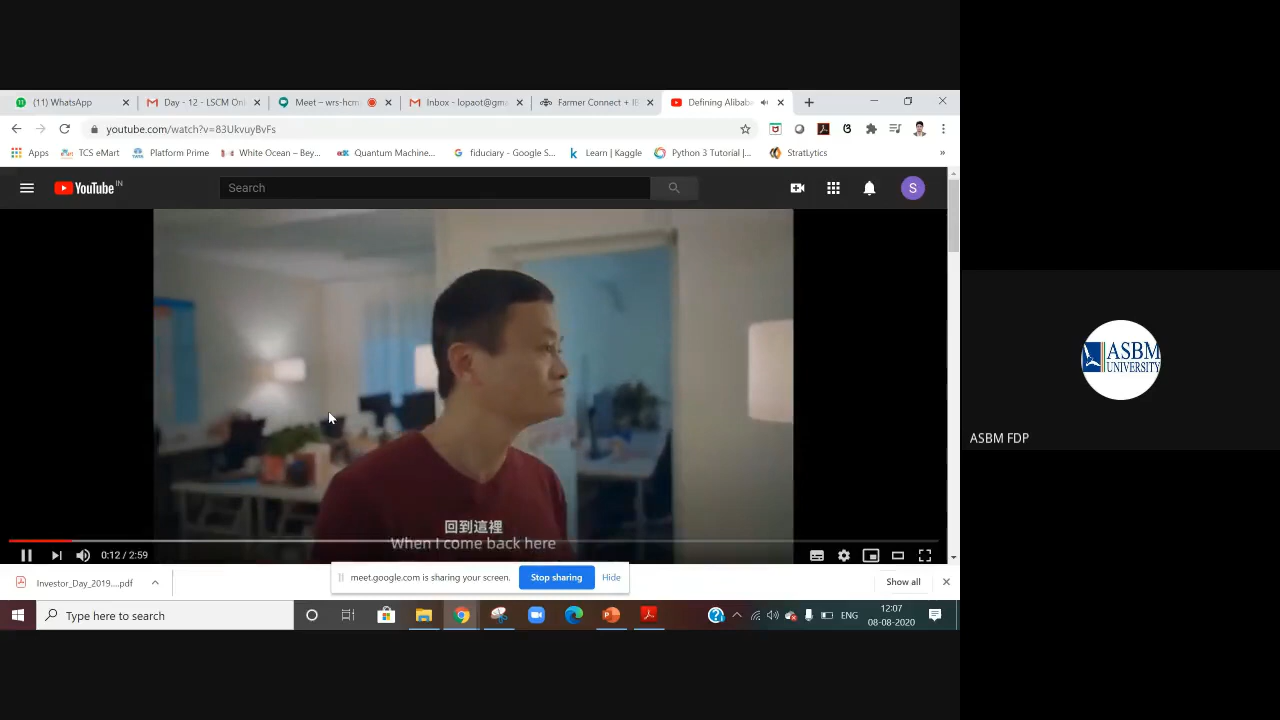 (11) WhatsApp
Day - 12 - LSCM Onl
Meet – wrs-hcm
Inbox - lopaot@gm
Farmer Connect + IB
Defining Alibaba
youtube.com/watch?v=83UkvuyBvFs
Apps
TCS eMart
Platform Prime
White Ocean – Bey...
Quantum Machine...
fiduciary - Google S...
Learn | Kaggle
Python 3 Tutorial |...
StratLytics
»
YouTube IN
Search
S
回到這裡
When I come back here
0:12 / 2:59
ASBM
UNIVERSITY
ASBM FDP
Investor_Day_2019....pdf
meet.google.com is sharing your screen.
Stop sharing
Hide
Show all
Type here to search
ENG
12:07
08-08-2020